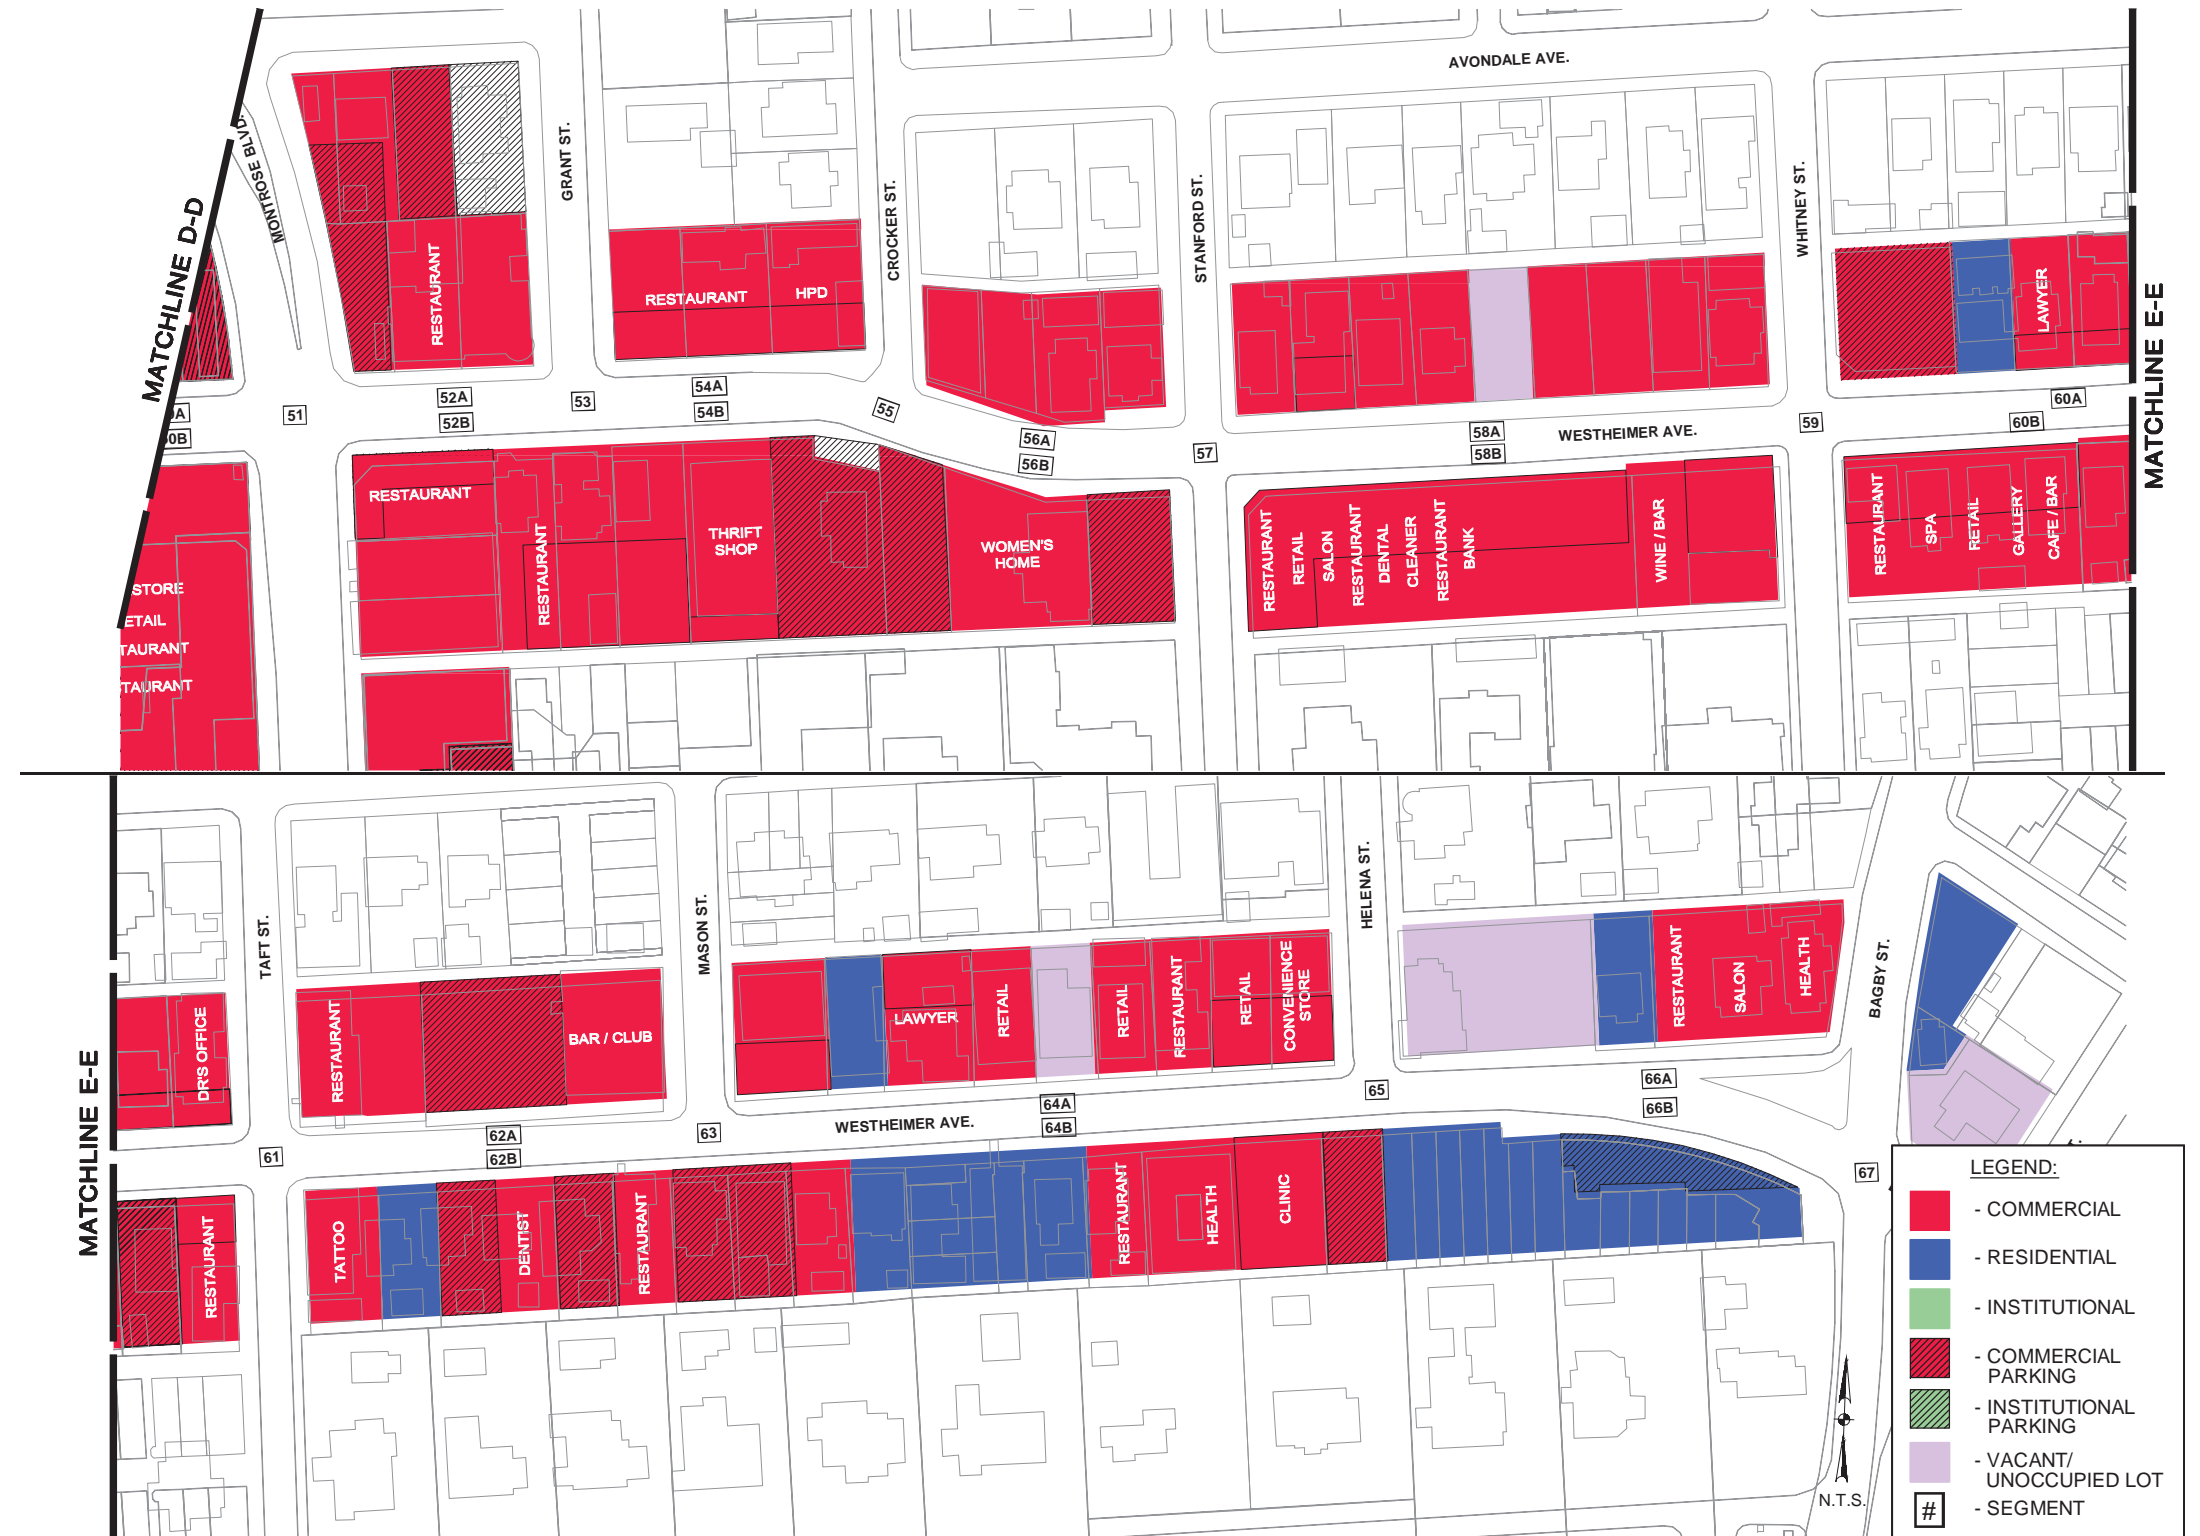 AVONDALE AVE.
MONTROSE BLVD.
GRANT ST.
CROCKER ST.
STANFORD ST.
WHITNEY ST.
MATCHLINE D-D
MATCHLINE E-E
RESTAURANT
RESTAURANT
HPD
LAWYER
51
52A
52B
53
54A
54B
55
56A
56B
57
58A
58B
WESTHEIMER AVE.
59
60A
60B
0A
60B
STORE
ETAIL
TAURANT
TAURANT
RESTAURANT
RESTAURANT
THRIFT
SHOP
WOMEN'S
HOME
RESTAURANT
RETAIL
SALON
RESTAURANT
DENTAL
CLEANER
RESTAURANT
BANK
WINE / BAR
RESTAURANT
SPA
RETAIL
GALLERY
CAFE / BAR
MATCHLINE E-E
TAFT ST.
MASON ST.
HELENA ST.
BAGBY ST.
DR'S OFFICE
RESTAURANT
BAR / CLUB
LAWYER
RETAIL
RETAIL
RESTAURANT
RETAIL
CONVENIENCE
STORE
RESTAURANT
SALON
HEALTH
61
62A
62B
63
WESTHEIMER AVE.
64A
64B
65
66A
66B
67
RESTAURANT
TATTOO
DENTIST
RESTAURANT
RESTAURANT
HEALTH
CLINIC
N.T.S.
LEGEND:
- COMMERCIAL
- RESIDENTIAL
- INSTITUTIONAL
- COMMERCIAL
PARKING
- INSTITUTIONAL
PARKING
- VACANT/
UNOCCUPIED LOT
# - SEGMENT